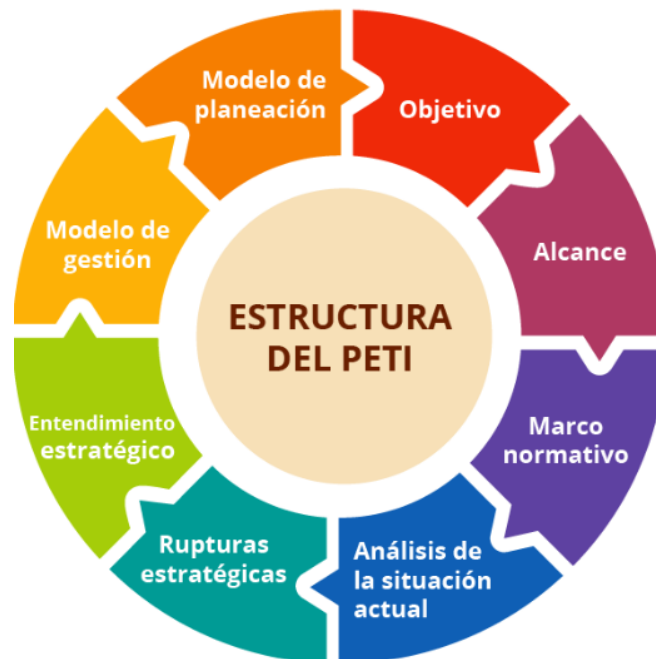 ESTRUCTURA
DEL PETI
Objetivo
Alcance
Marco
normativo
Análisis de
la situación
actual
Rupturas
estratégicas
Entendimiento
estratégico
Modelo de
gestión
Modelo de
planeación